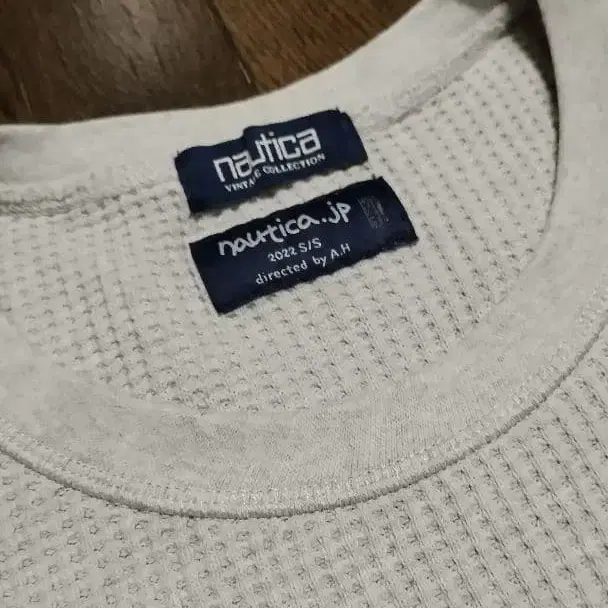 nautica
VINTAGE COLLECTION
nautica.jp
2022 S/S
directed by A.H